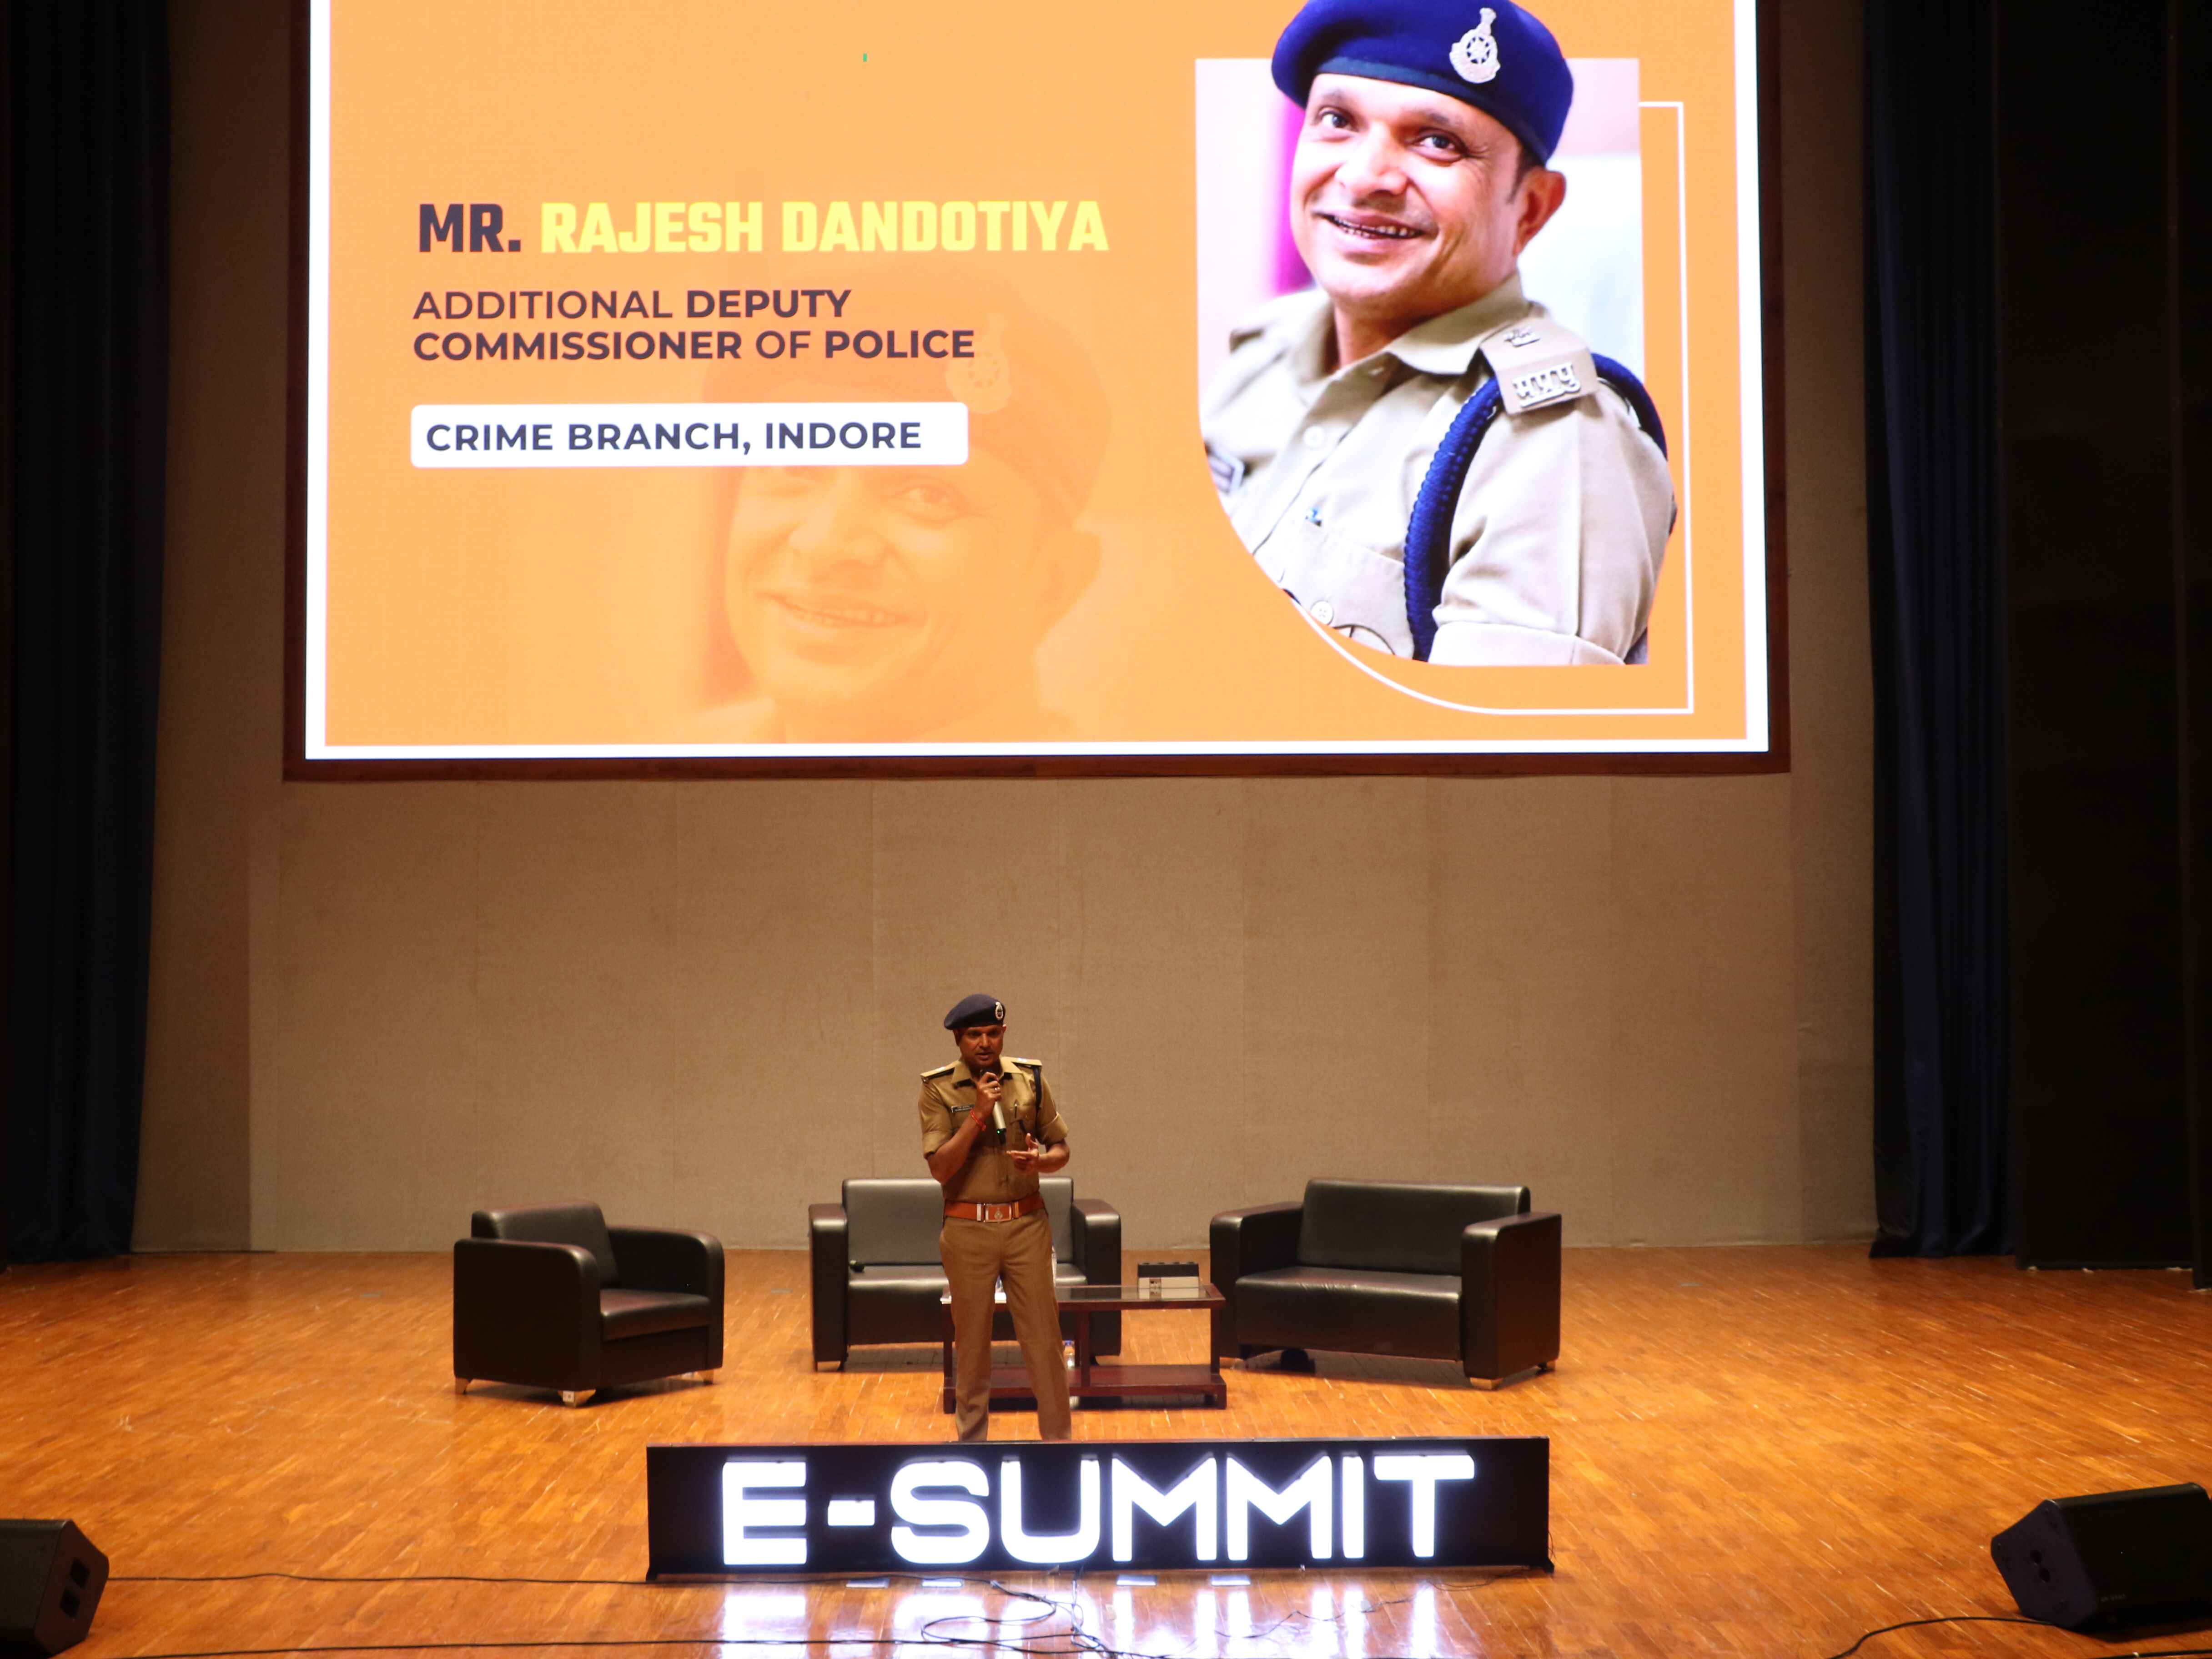 MR. RAJESH DANDOTIYA
ADDITIONAL DEPUTY
COMMISSIONER OF POLICE
CRIME BRANCH, INDORE
म॰प्र॰पु॰
E-SUMMIT